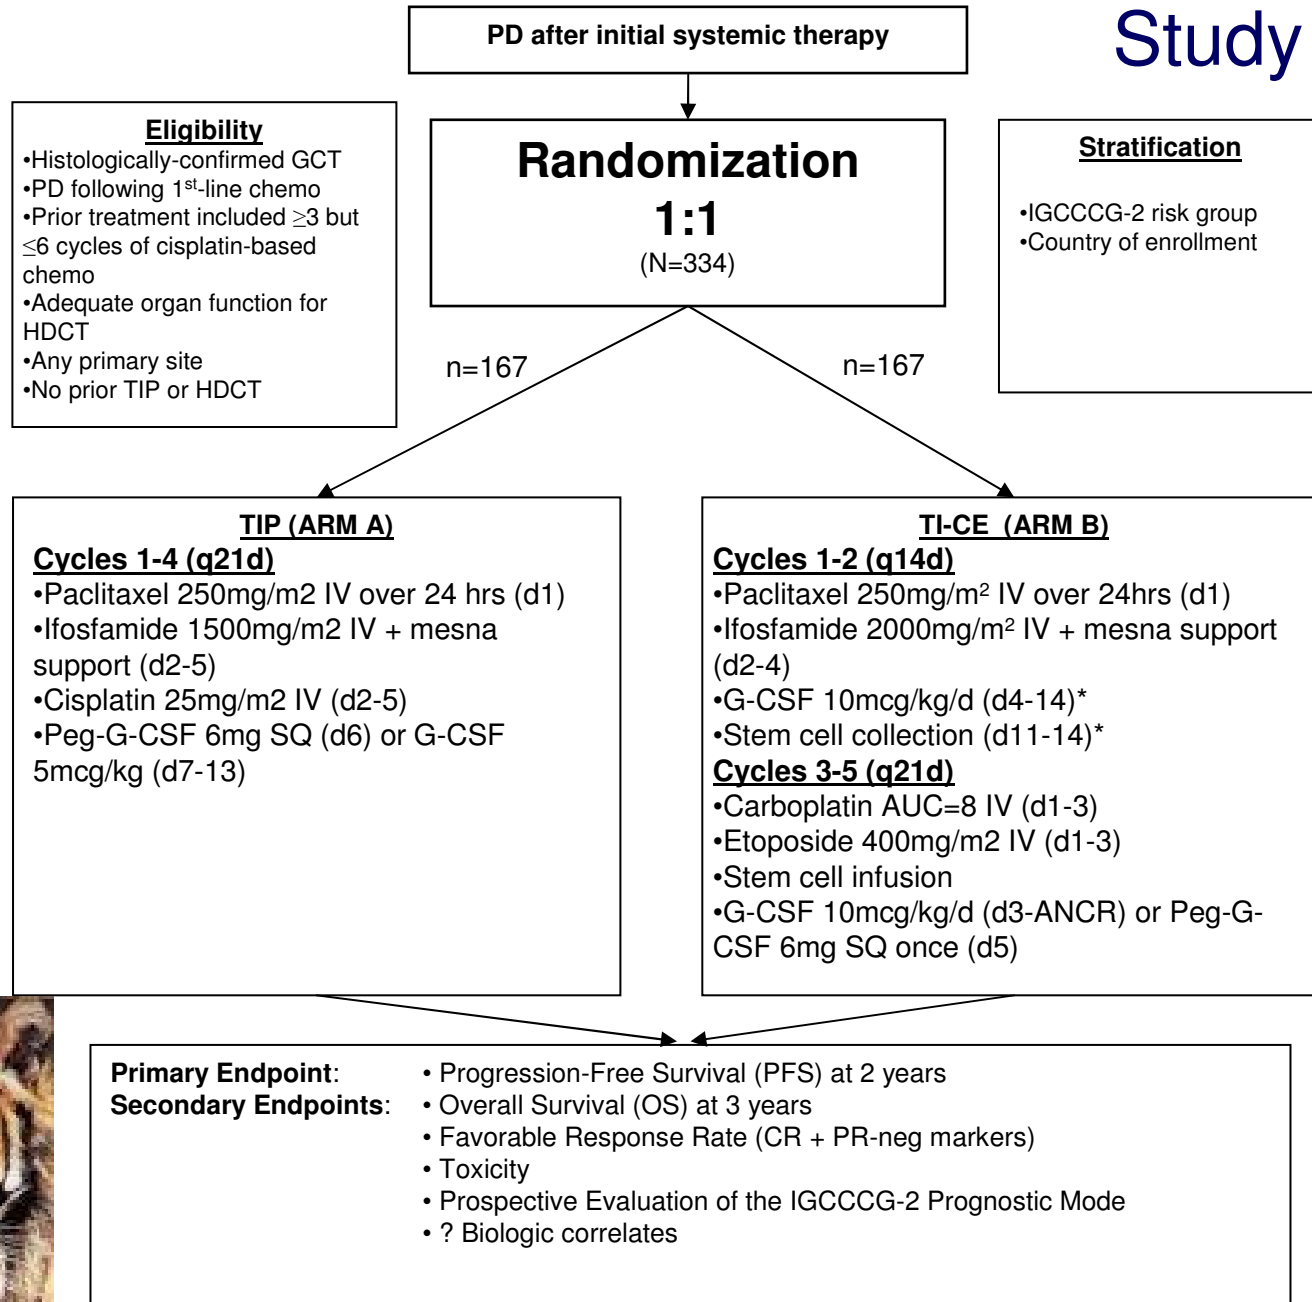 Study
PD after initial systemic therapy
Eligibility
•Histologically-confirmed GCT
•PD following 1st-line chemo
•Prior treatment included ≥3 but
≤6 cycles of cisplatin-based
chemo
•Adequate organ function for
HDCT
•Any primary site
•No prior TIP or HDCT
Randomization
1:1
(N=334)
Stratification
•IGCCCG-2 risk group
•Country of enrollment
n=167
n=167
TIP (ARM A)
Cycles 1-4 (q21d)
•Paclitaxel 250mg/m2 IV over 24 hrs (d1)
•Ifosfamide 1500mg/m2 IV + mesna
support (d2-5)
•Cisplatin 25mg/m2 IV (d2-5)
•Peg-G-CSF 6mg SQ (d6) or G-CSF
5mcg/kg (d7-13)
TI-CE (ARM B)
Cycles 1-2 (q14d)
•Paclitaxel 250mg/m² IV over 24hrs (d1)
•Ifosfamide 2000mg/m² IV + mesna support
(d2-4)
•G-CSF 10mcg/kg/d (d4-14)*
•Stem cell collection (d11-14)*
Cycles 3-5 (q21d)
•Carboplatin AUC=8 IV (d1-3)
•Etoposide 400mg/m2 IV (d1-3)
•Stem cell infusion
•G-CSF 10mcg/kg/d (d3-ANCR) or Peg-G-
CSF 6mg SQ once (d5)
Primary Endpoint: • Progression-Free Survival (PFS) at 2 years
Secondary Endpoints: • Overall Survival (OS) at 3 years
• Favorable Response Rate (CR + PR-neg markers)
• Toxicity
• Prospective Evaluation of the IGCCCG-2 Prognostic Mode
• ? Biologic correlates